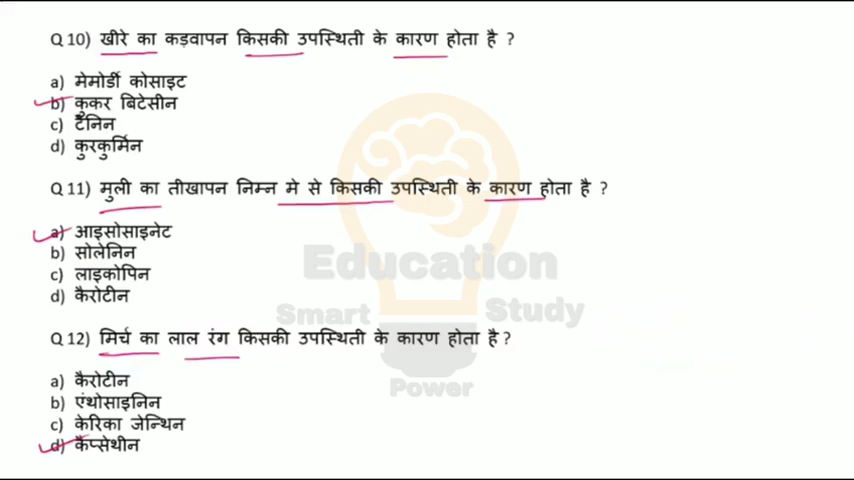 Q 10) खीरे का कड़वापन किसकी उपस्थिती के कारण होता है ?
a) मेमोर्डी कोसाइट
b) कुकर बिटेसीन
c) टैनिन
d) कुरकुर्मिन
Q 11) मुली का तीखापन निम्न मे से किसकी उपस्थिती के कारण होता है ?
a) आइसोसाइनेट
b) सोलेनिन
c) लाइकोपिन
d) कैरोटीन
Education
Smart Study
Q 12) मिर्च का लाल रंग किसकी उपस्थिती के कारण होता है ?
Power
a) कैरोटीन
b) एंथोसाइनिन
c) केरिका जेन्थिन
d) कैप्सेथीन